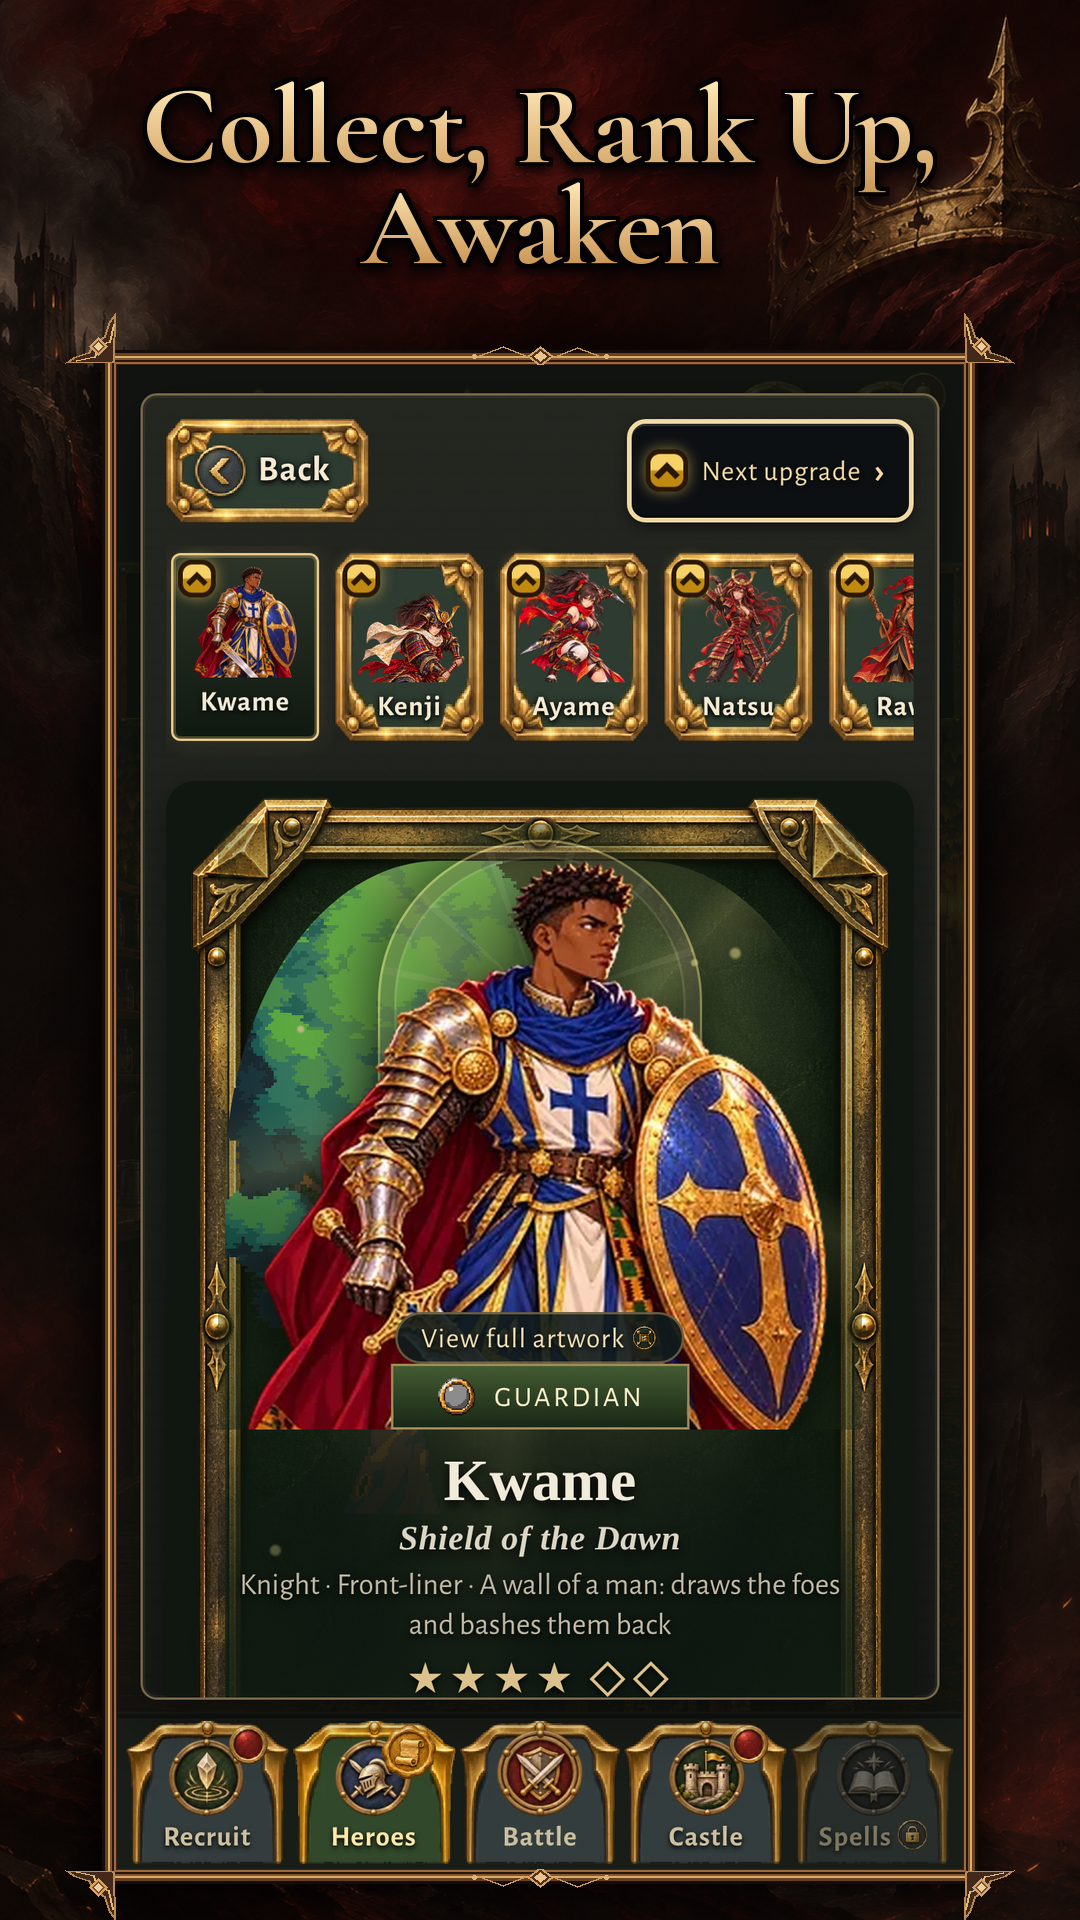 Collect, Rank Up,
Awaken
Back
Next upgrade ›
Kwame
Kenji
Ayame
Natsu
View full artwork
GUARDIAN
Kwame
Shield of the Dawn
Knight · Front-liner · A wall of a man: draws the foes
and bashes them back
Recruit
Heroes
Battle
Castle
Spells